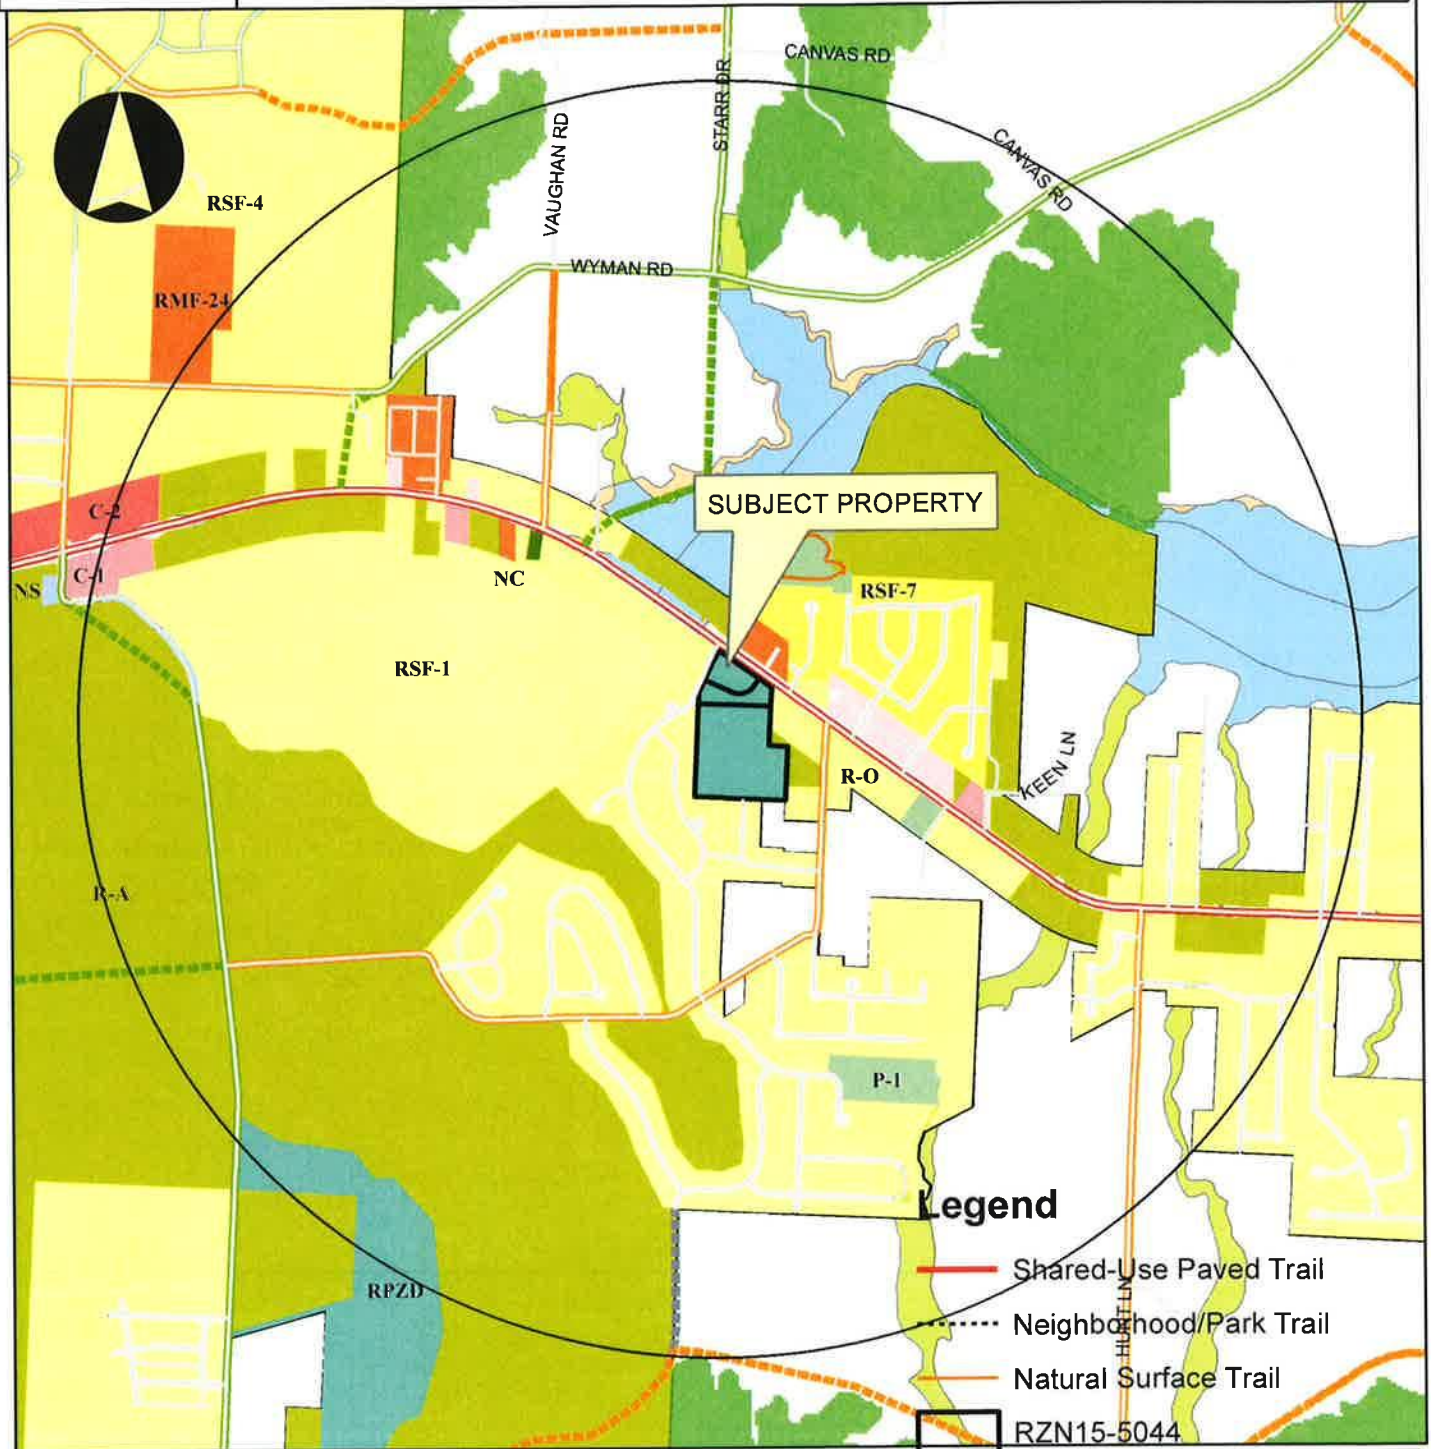 CANVAS RD
STARR DR
VAUGHAN RD
CANVAS RD
RSF-4
WYMAN RD
RMF-24
SUBJECT PROPERTY
C-2
C-1
NS
NC
RSF-7
RSF-1
R-O
KEEN LN
R-A
P-1
RPZD
HUNT LN
Legend
Shared-Use Paved Trail
Neighborhood/Park Trail
Natural Surface Trail
RZN15-5044